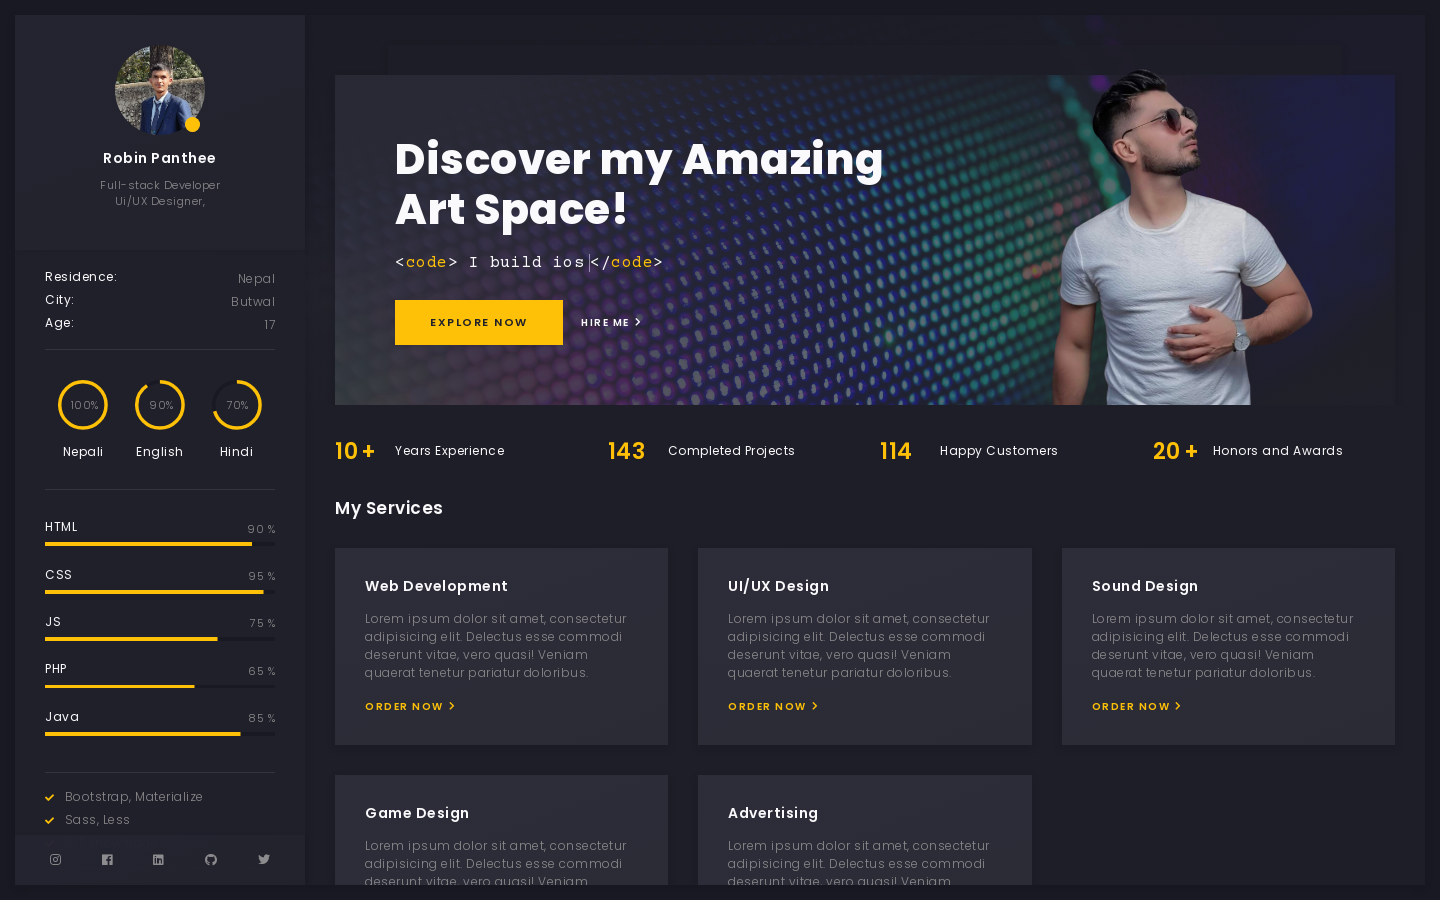 Robin Panthee
Full-stack Developer
Ui/UX Designer,
Residence: Nepal
City: Butwal
Age: 17
100% 90% 70%
Nepali English Hindi
HTML 90 %
CSS 95 %
JS 75 %
PHP 65 %
Java 85 %
Bootstrap, Materialize
Sass, Less
Discover my Amazing
Art Space!
<code> I build ios </code>
EXPLORE NOW HIRE ME
10 + Years Experience 143 Completed Projects 114 Happy Customers 20 + Honors and Awards
My Services
Web Development
Lorem ipsum dolor sit amet, consectetur
adipisicing elit. Delectus esse commodi
deserunt vitae, vero quasi! Veniam
quaerat tenetur pariatur doloribus.
ORDER NOW
UI/UX Design
Lorem ipsum dolor sit amet, consectetur
adipisicing elit. Delectus esse commodi
deserunt vitae, vero quasi! Veniam
quaerat tenetur pariatur doloribus.
ORDER NOW
Sound Design
Lorem ipsum dolor sit amet, consectetur
adipisicing elit. Delectus esse commodi
deserunt vitae, vero quasi! Veniam
quaerat tenetur pariatur doloribus.
ORDER NOW
Game Design
Lorem ipsum dolor sit amet, consectetur
adipisicing elit. Delectus esse commodi
deserunt vitae, vero quasi! Veniam
Advertising
Lorem ipsum dolor sit amet, consectetur
adipisicing elit. Delectus esse commodi
deserunt vitae, vero quasi! Veniam